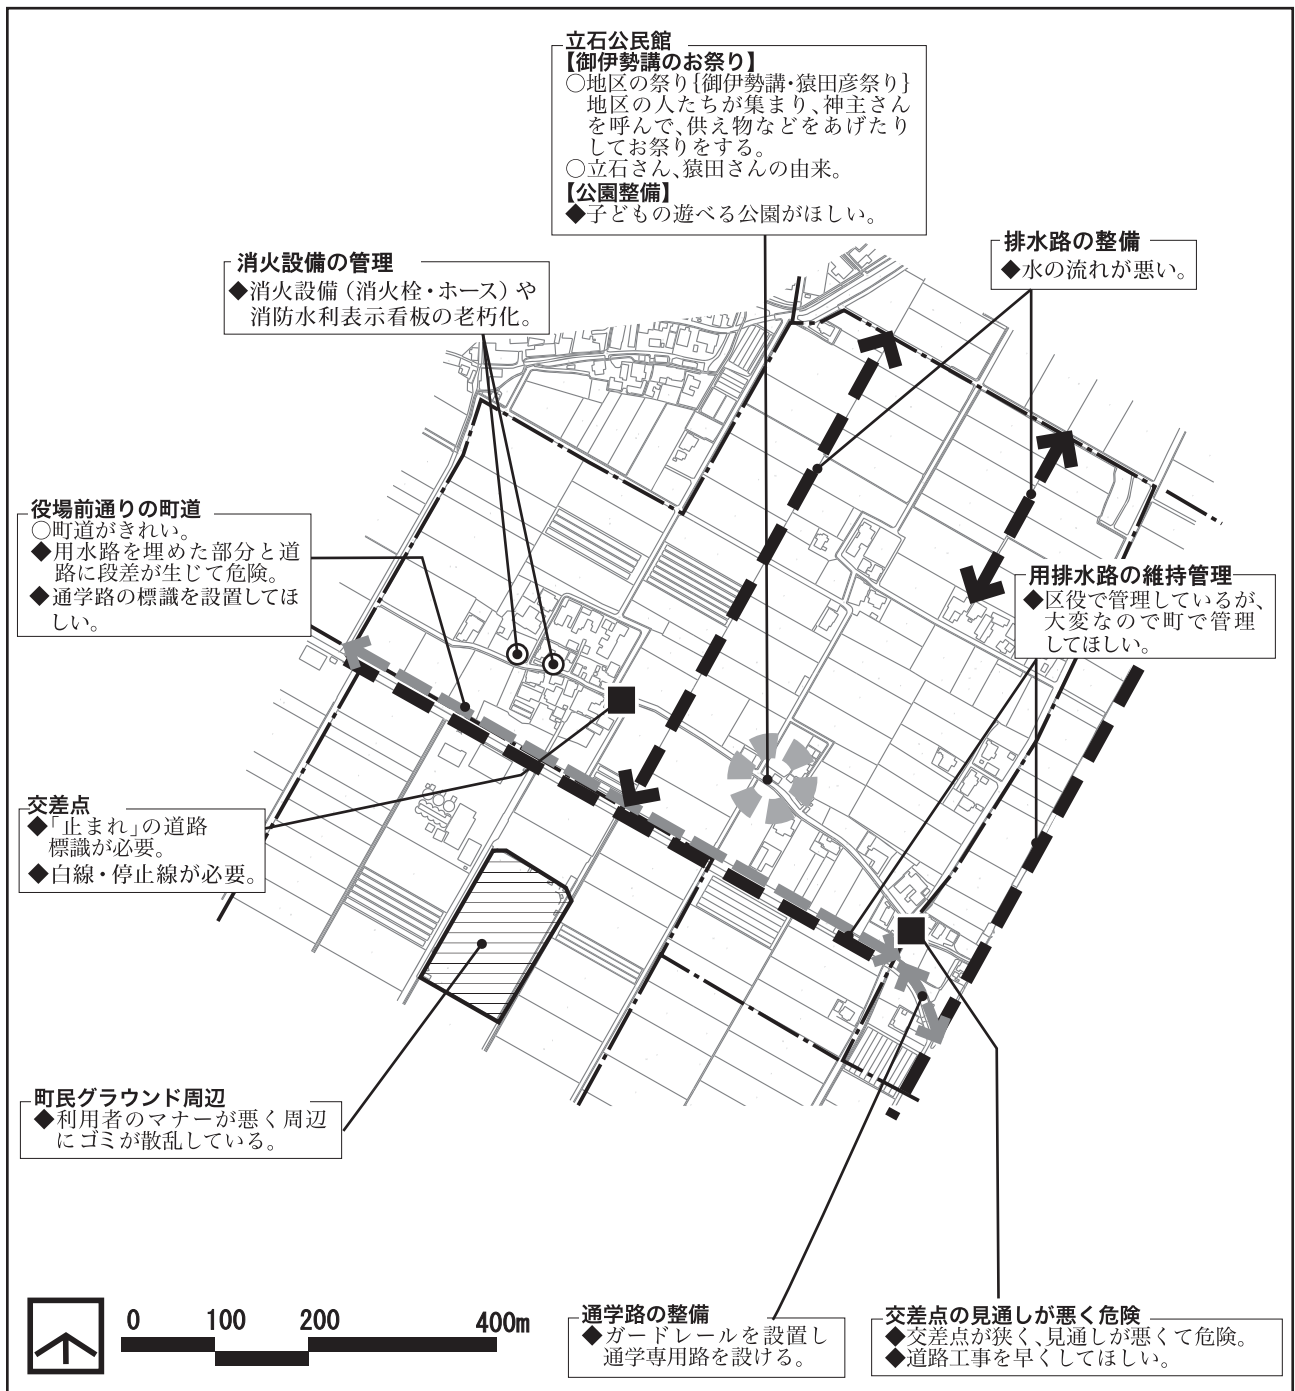 立石公民館
【御伊勢講のお祭り】
○地区の祭り{御伊勢講・猿田彦祭り}
地区の人たちが集まり、神主さん
を呼んで、供え物などをあげたり
してお祭りをする。
○立石さん、猿田さんの由来。
【公園整備】
◆子どもの遊べる公園がほしい。
排水路の整備
◆水の流れが悪い。
消火設備の管理
◆消火設備（消火栓・ホース）や
消防水利表示看板の老朽化。
役場前通りの町道
○町道がきれい。
◆用水路を埋めた部分と道
路に段差が生じて危険。
◆通学路の標識を設置してほ
しい。
用排水路の維持管理
◆区役で管理しているが、
大変なので町で管理
してほしい。
交差点
◆「止まれ」の道路
標識が必要。
◆白線・停止線が必要。
町民グラウンド周辺
◆利用者のマナーが悪く周辺
にゴミが散乱している。
通学路の整備
◆ガードレールを設置し
通学専用路を設ける。
交差点の見通しが悪く危険
◆交差点が狭く、見通しが悪くて危険。
◆道路工事を早くしてほしい。
0 100 200 400m